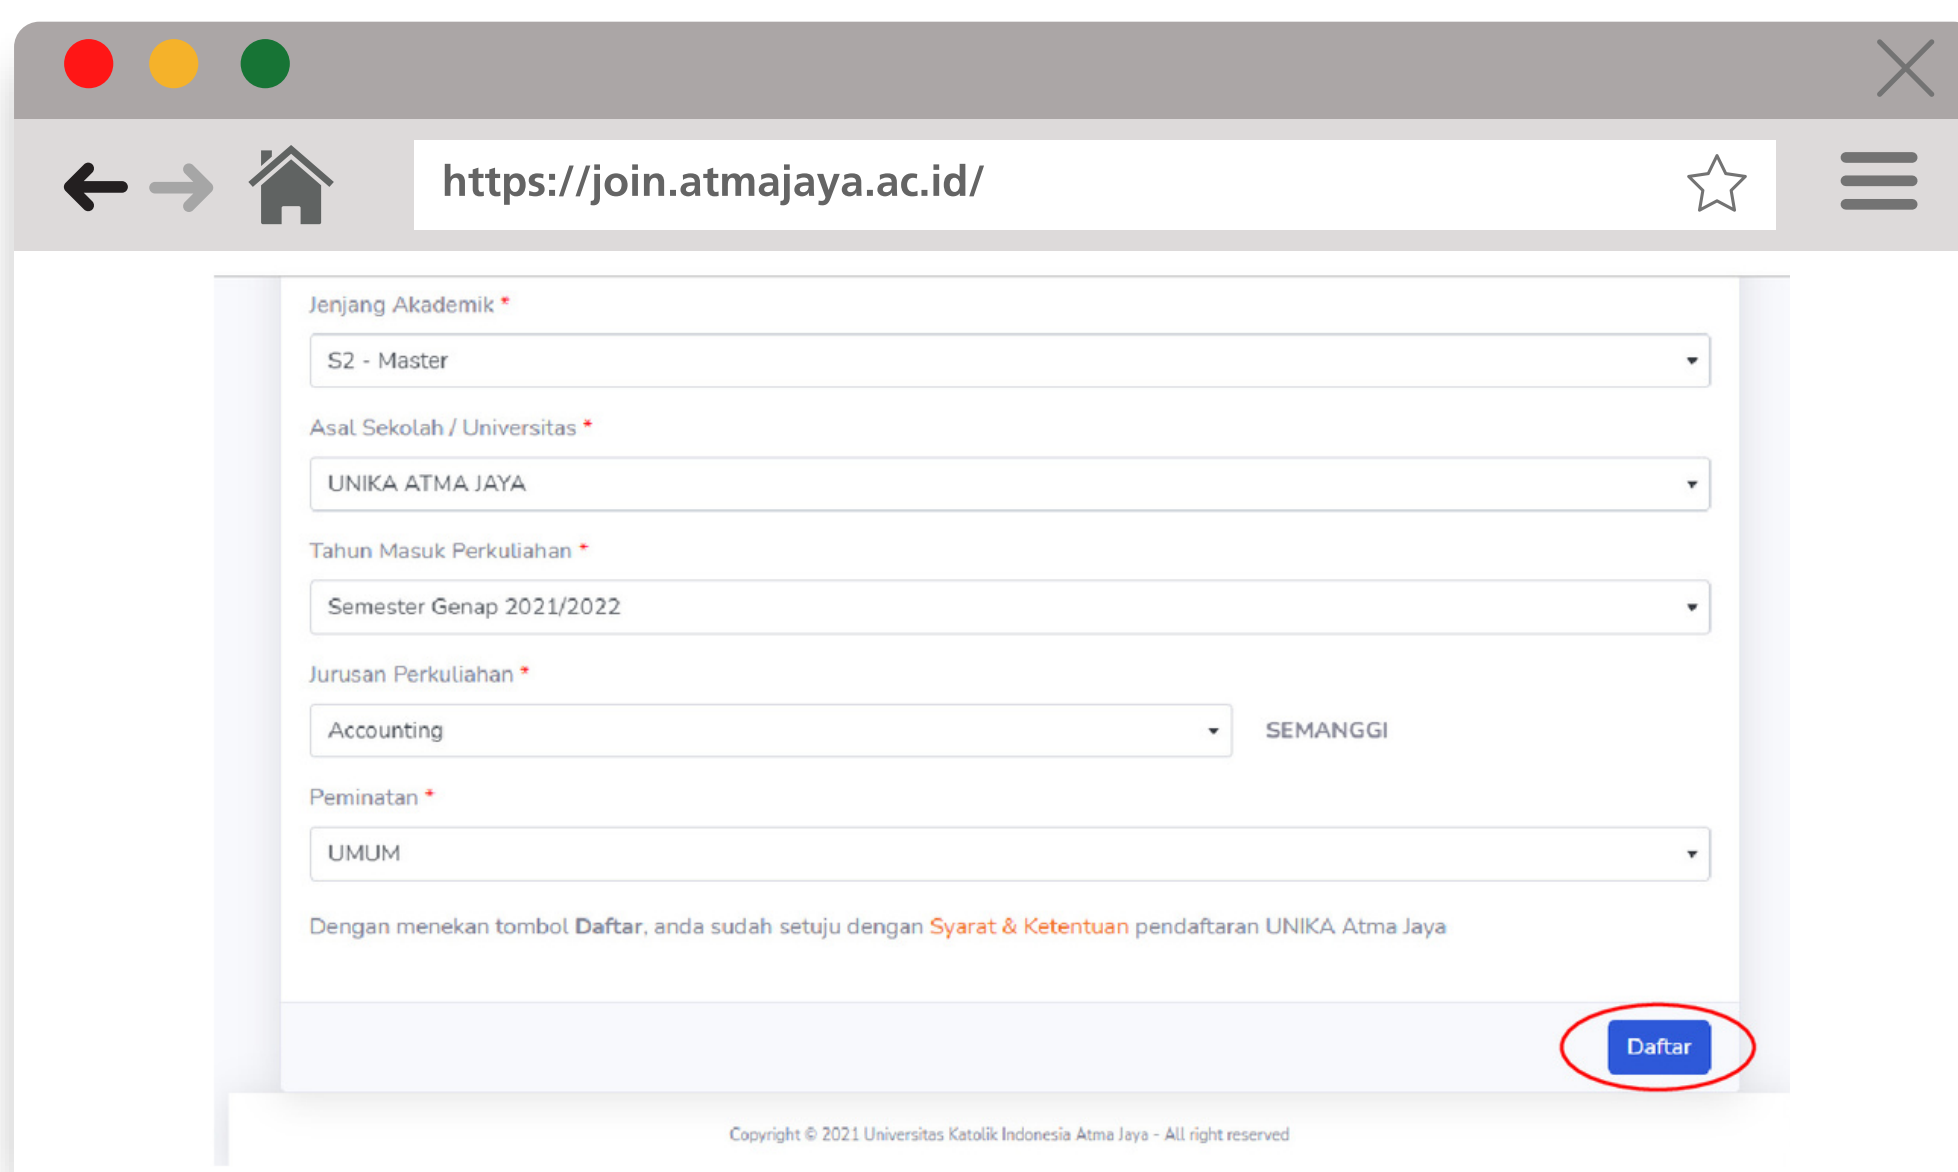 https://join.atmajaya.ac.id/
Jenjang Akademik *
S2 - Master
Asal Sekolah / Universitas *
UNIKA ATMA JAYA
Tahun Masuk Perkuliahan *
Semester Genap 2021/2022
Jurusan Perkuliahan *
Accounting
SEMANGGI
Peminatan *
UMUM
Dengan menekan tombol Daftar, anda sudah setuju dengan Syarat & Ketentuan pendaftaran UNIKA Atma Jaya
Daftar
Copyright © 2021 Universitas Katolik Indonesia Atma Jaya - All right reserved